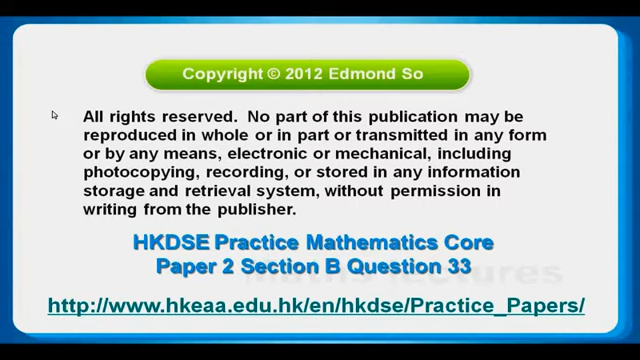 Copyright © 2012 Edmond So
All rights reserved. No part of this publication may be
reproduced in whole or in part or transmitted in any form
or by any means, electronic or mechanical, including
photocopying, recording, or stored in any information
storage and retrieval system, without permission in
writing from the publisher.
HKDSE Practice Mathematics Core
Paper 2 Section B Question 33
Maths lectures
http://www.hkeaa.edu.hk/en/hkdse/Practice_Papers/